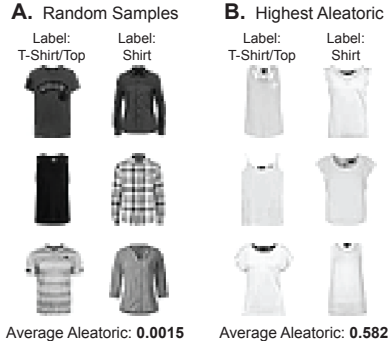 A. Random Samples
Label: T-Shirt/Top
Label: Shirt
Average Aleatoric: 0.0015
B. Highest Aleatoric
Label: T-Shirt/Top
Label: Shirt
Average Aleatoric: 0.582